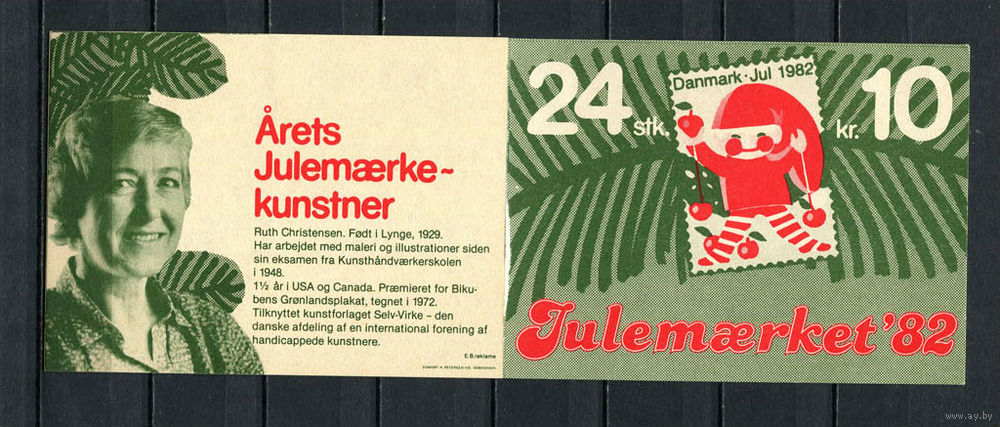 Årets
Julemærke~
kunstner
Ruth Christensen. Født i Lynge, 1929.
Har arbejdet med maleri og illustrationer siden
sin eksamen fra Kunsthåndværkerskolen
i 1948.
1½ år i USA og Canada. Præmieret for Biku-
bens Grønlandsplakat, tegnet i 1972.
Tilknyttet kunstforlaget Selv-Virke – den
danske afdeling af en international forening af
handicappede kunstnere.
E.B.reklame
EGMONT H. PETERSEN
24 stk.
Danmark · Jul 1982
kr. 10
Julemærket '82
www.ay.by